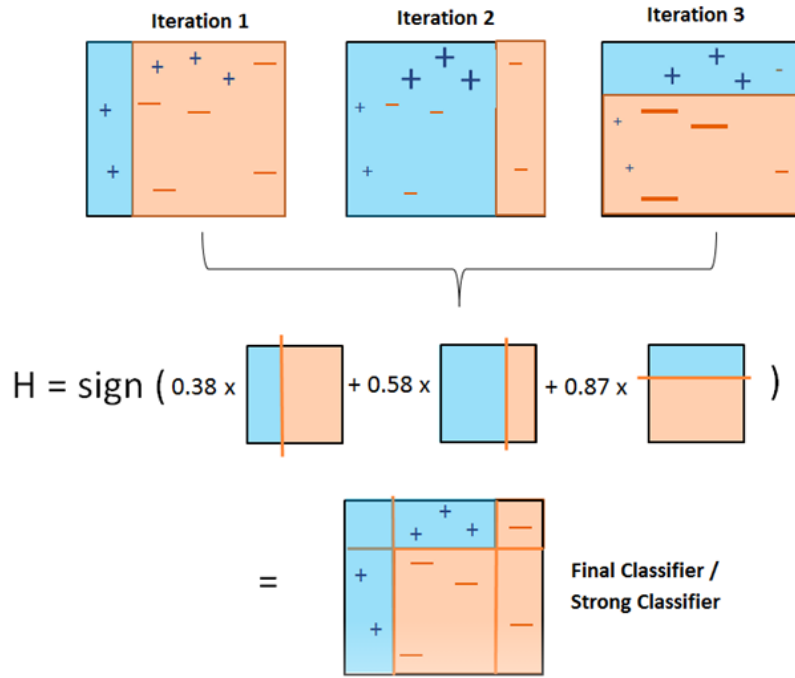 Iteration 1 Iteration 2 Iteration 3
H = sign ( 0.38 x + 0.58 x + 0.87 x )
= Final Classifier /
Strong Classifier